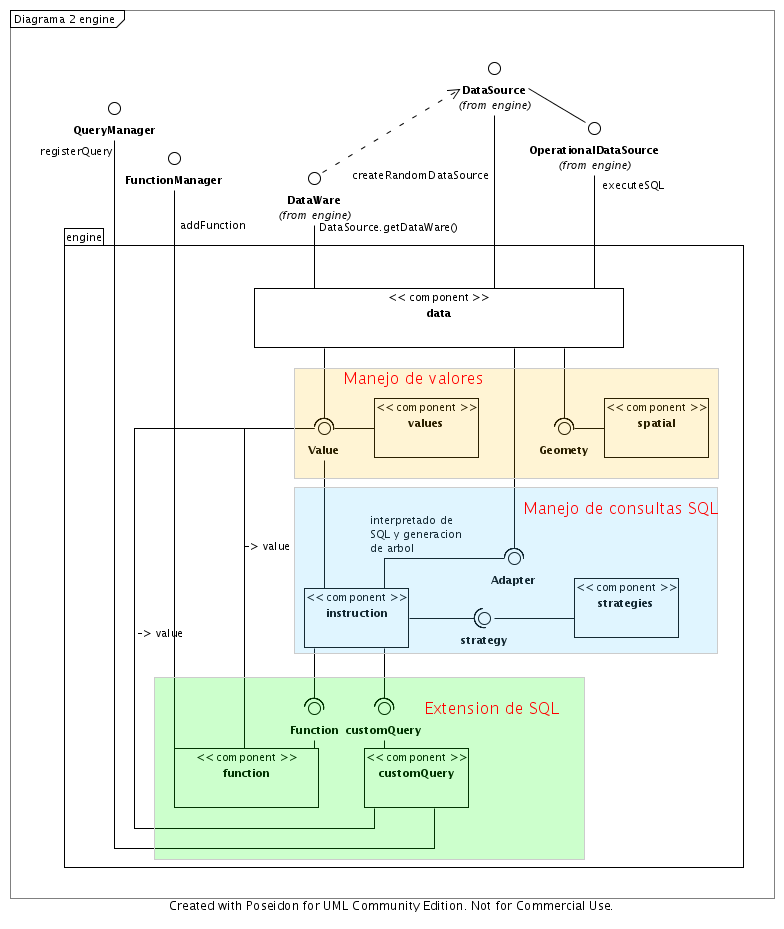 Diagrama 2 engine
DataSource
(from engine)
QueryManager
registerQuery
OperationalDataSource
(from engine)
FunctionManager
createRandomDataSource
executeSQL
DataWare
(from engine)
addFunction
DataSource.getDataWare()
engine
<< component >>
data
Manejo de valores
<< component >>
values
<< component >>
spatial
Value
Geomety
Manejo de consultas SQL
interpretado de
SQL y generacion
de arbol
-> value
Adapter
<< component >>
instruction
<< component >>
strategies
-> value
strategy
Extension de SQL
Function
customQuery
<< component >>
function
<< component >>
customQuery
Created with Poseidon for UML Community Edition. Not for Commercial Use.